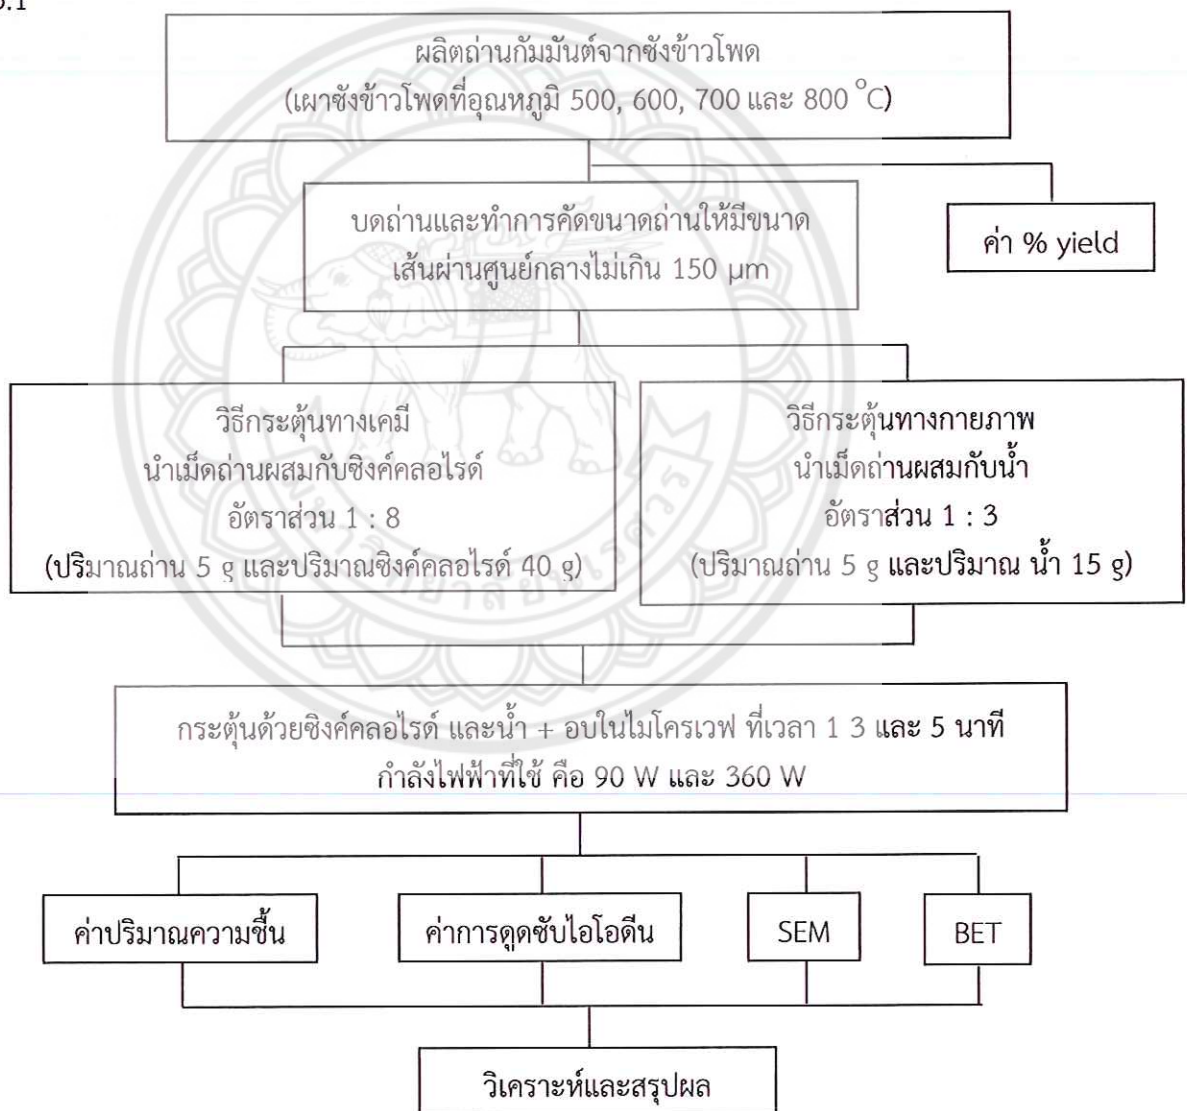 ผลิตถ่านกัมมันต์จากซังข้าวโพด
(เผาซังข้าวโพดที่อุณหภูมิ 500, 600, 700 และ 800 °C)
บดถ่านและทำการคัดขนาดถ่านให้มีขนาด
เส้นผ่านศูนย์กลางไม่เกิน 150 µm
ค่า % yield
วิธีกระตุ้นทางเคมี
นำเม็ดถ่านผสมกับซิงค์คลอไรด์
อัตราส่วน 1 : 8
(ปริมาณถ่าน 5 g และปริมาณซิงค์คลอไรด์ 40 g)
วิธีกระตุ้นทางกายภาพ
นำเม็ดถ่านผสมกับน้ำ
อัตราส่วน 1 : 3
(ปริมาณถ่าน 5 g และปริมาณ น้ำ 15 g)
กระตุ้นด้วยซิงค์คลอไรด์ และน้ำ + อบในไมโครเวฟ ที่เวลา 1 3 และ 5 นาที
กำลังไฟฟ้าที่ใช้ คือ 90 W และ 360 W
ค่าปริมาณความชื้น
ค่าการดูดซับไอโอดีน
SEM
BET
วิเคราะห์และสรุปผล